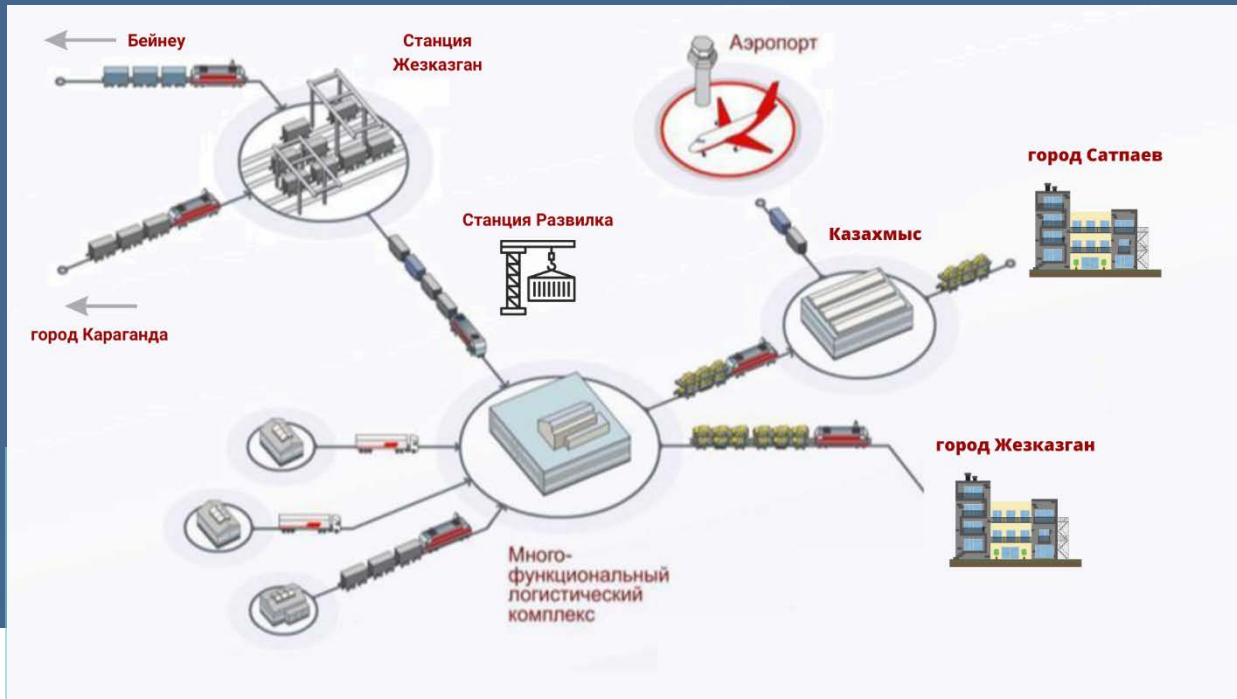 Бейнеу
Станция
Жезказган
Аэропорт
город Сатпаев
Станция Развилка
Казахмыс
город Караганда
город Жезказган
Много-
функциональный
логистический
комплекс